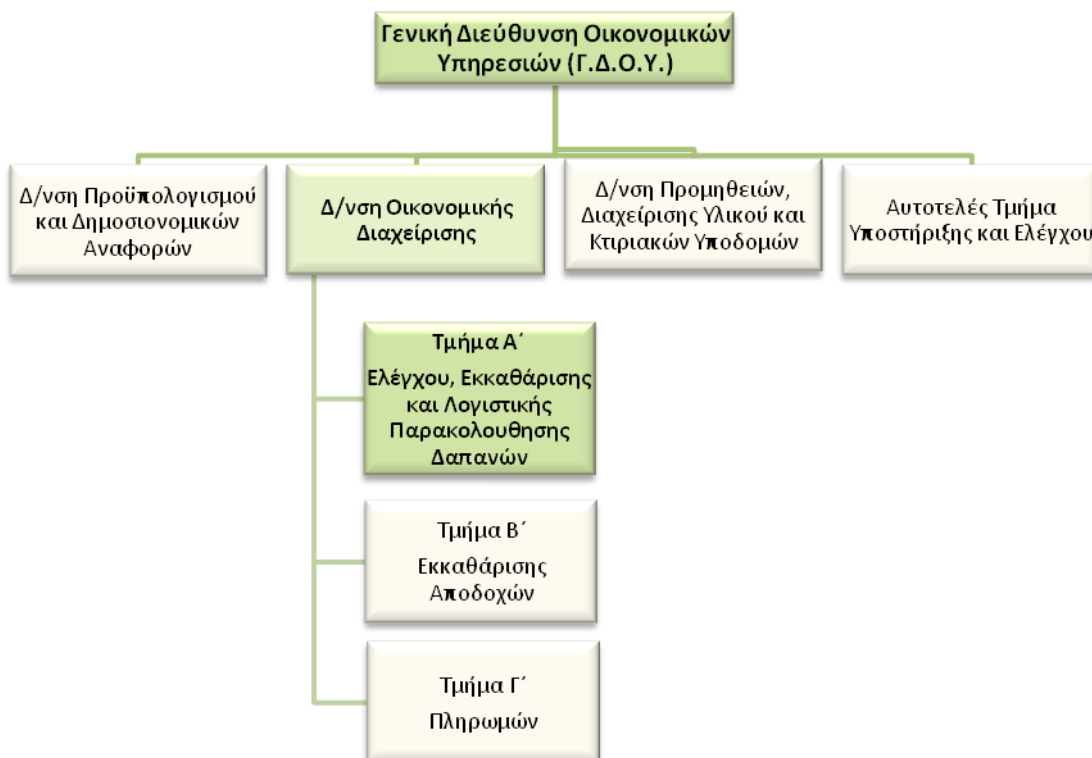 Γενική Διεύθυνση Οικονομικών
Υπηρεσιών (Γ.Δ.Ο.Υ.)
Δ/νση Προϋπολογισμού
και Δημοσιονομικών
Αναφορών
Δ/νση Οικονομικής
Διαχείρισης
Δ/νση Προμηθειών,
Διαχείρισης Υλικού και
Κτιριακών Υποδομών
Αυτοτελές Τμήμα
Υποστήριξης και Ελέγχου
Τμήμα Α΄
Ελέγχου, Εκκαθάρισης
και Λογιστικής
Παρακολουθησης
Δαπανών
Τμήμα Β΄
Εκκαθάρισης
Αποδοχών
Τμήμα Γ΄
Πληρωμών